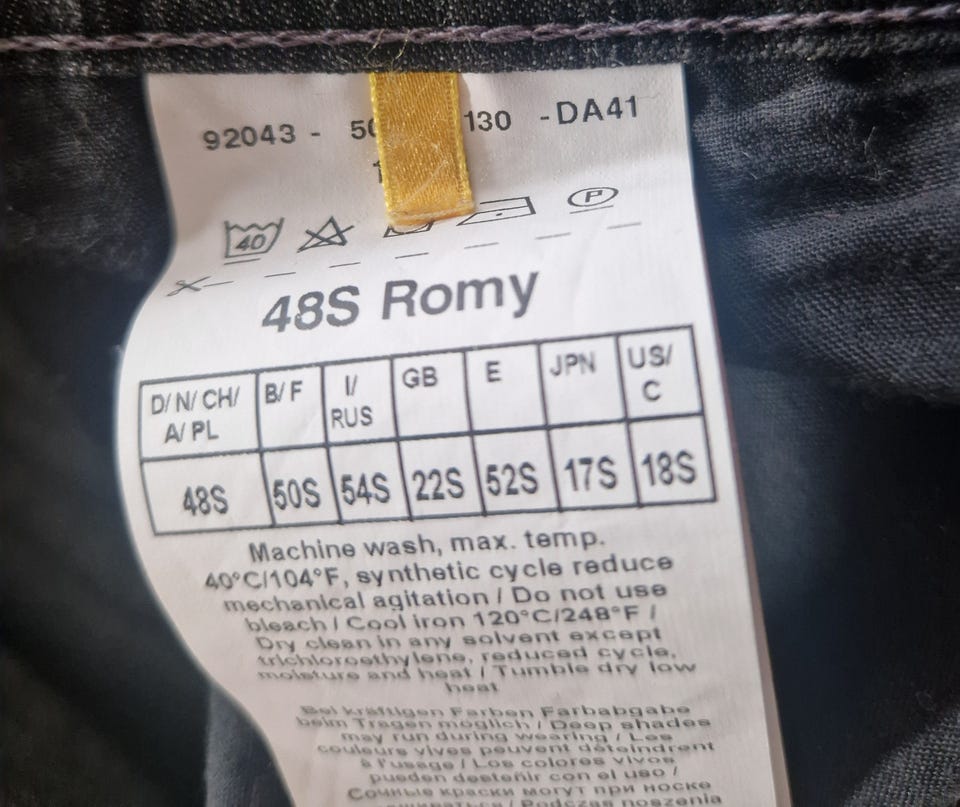 92043 - 50 130 -DA41
40 P
48S Romy
D/ N/ CH/ A/ PL B/ F I/ RUS GB E JPN US/ C
48S 50S 54S 22S 52S 17S 18S
Machine wash, max. temp.
40°C/104°F, synthetic cycle reduce
mechanical agitation / Do not use
bleach / Cool iron 120°C/248°F /
Dry clean in any solvent except
trichloroethylene, reduced cycle,
moisture and heat / Tumble dry low
heat
Bei kräftigen Farben Farbabgabe
beim Tragen möglich / Deep shades
may run during wearing / Les
couleurs vives peuvent déteindrent
à l'usage / Los colores vivos
pueden desteñir con el uso /
Сочные краски могут при носке
/ Podczas noszenia